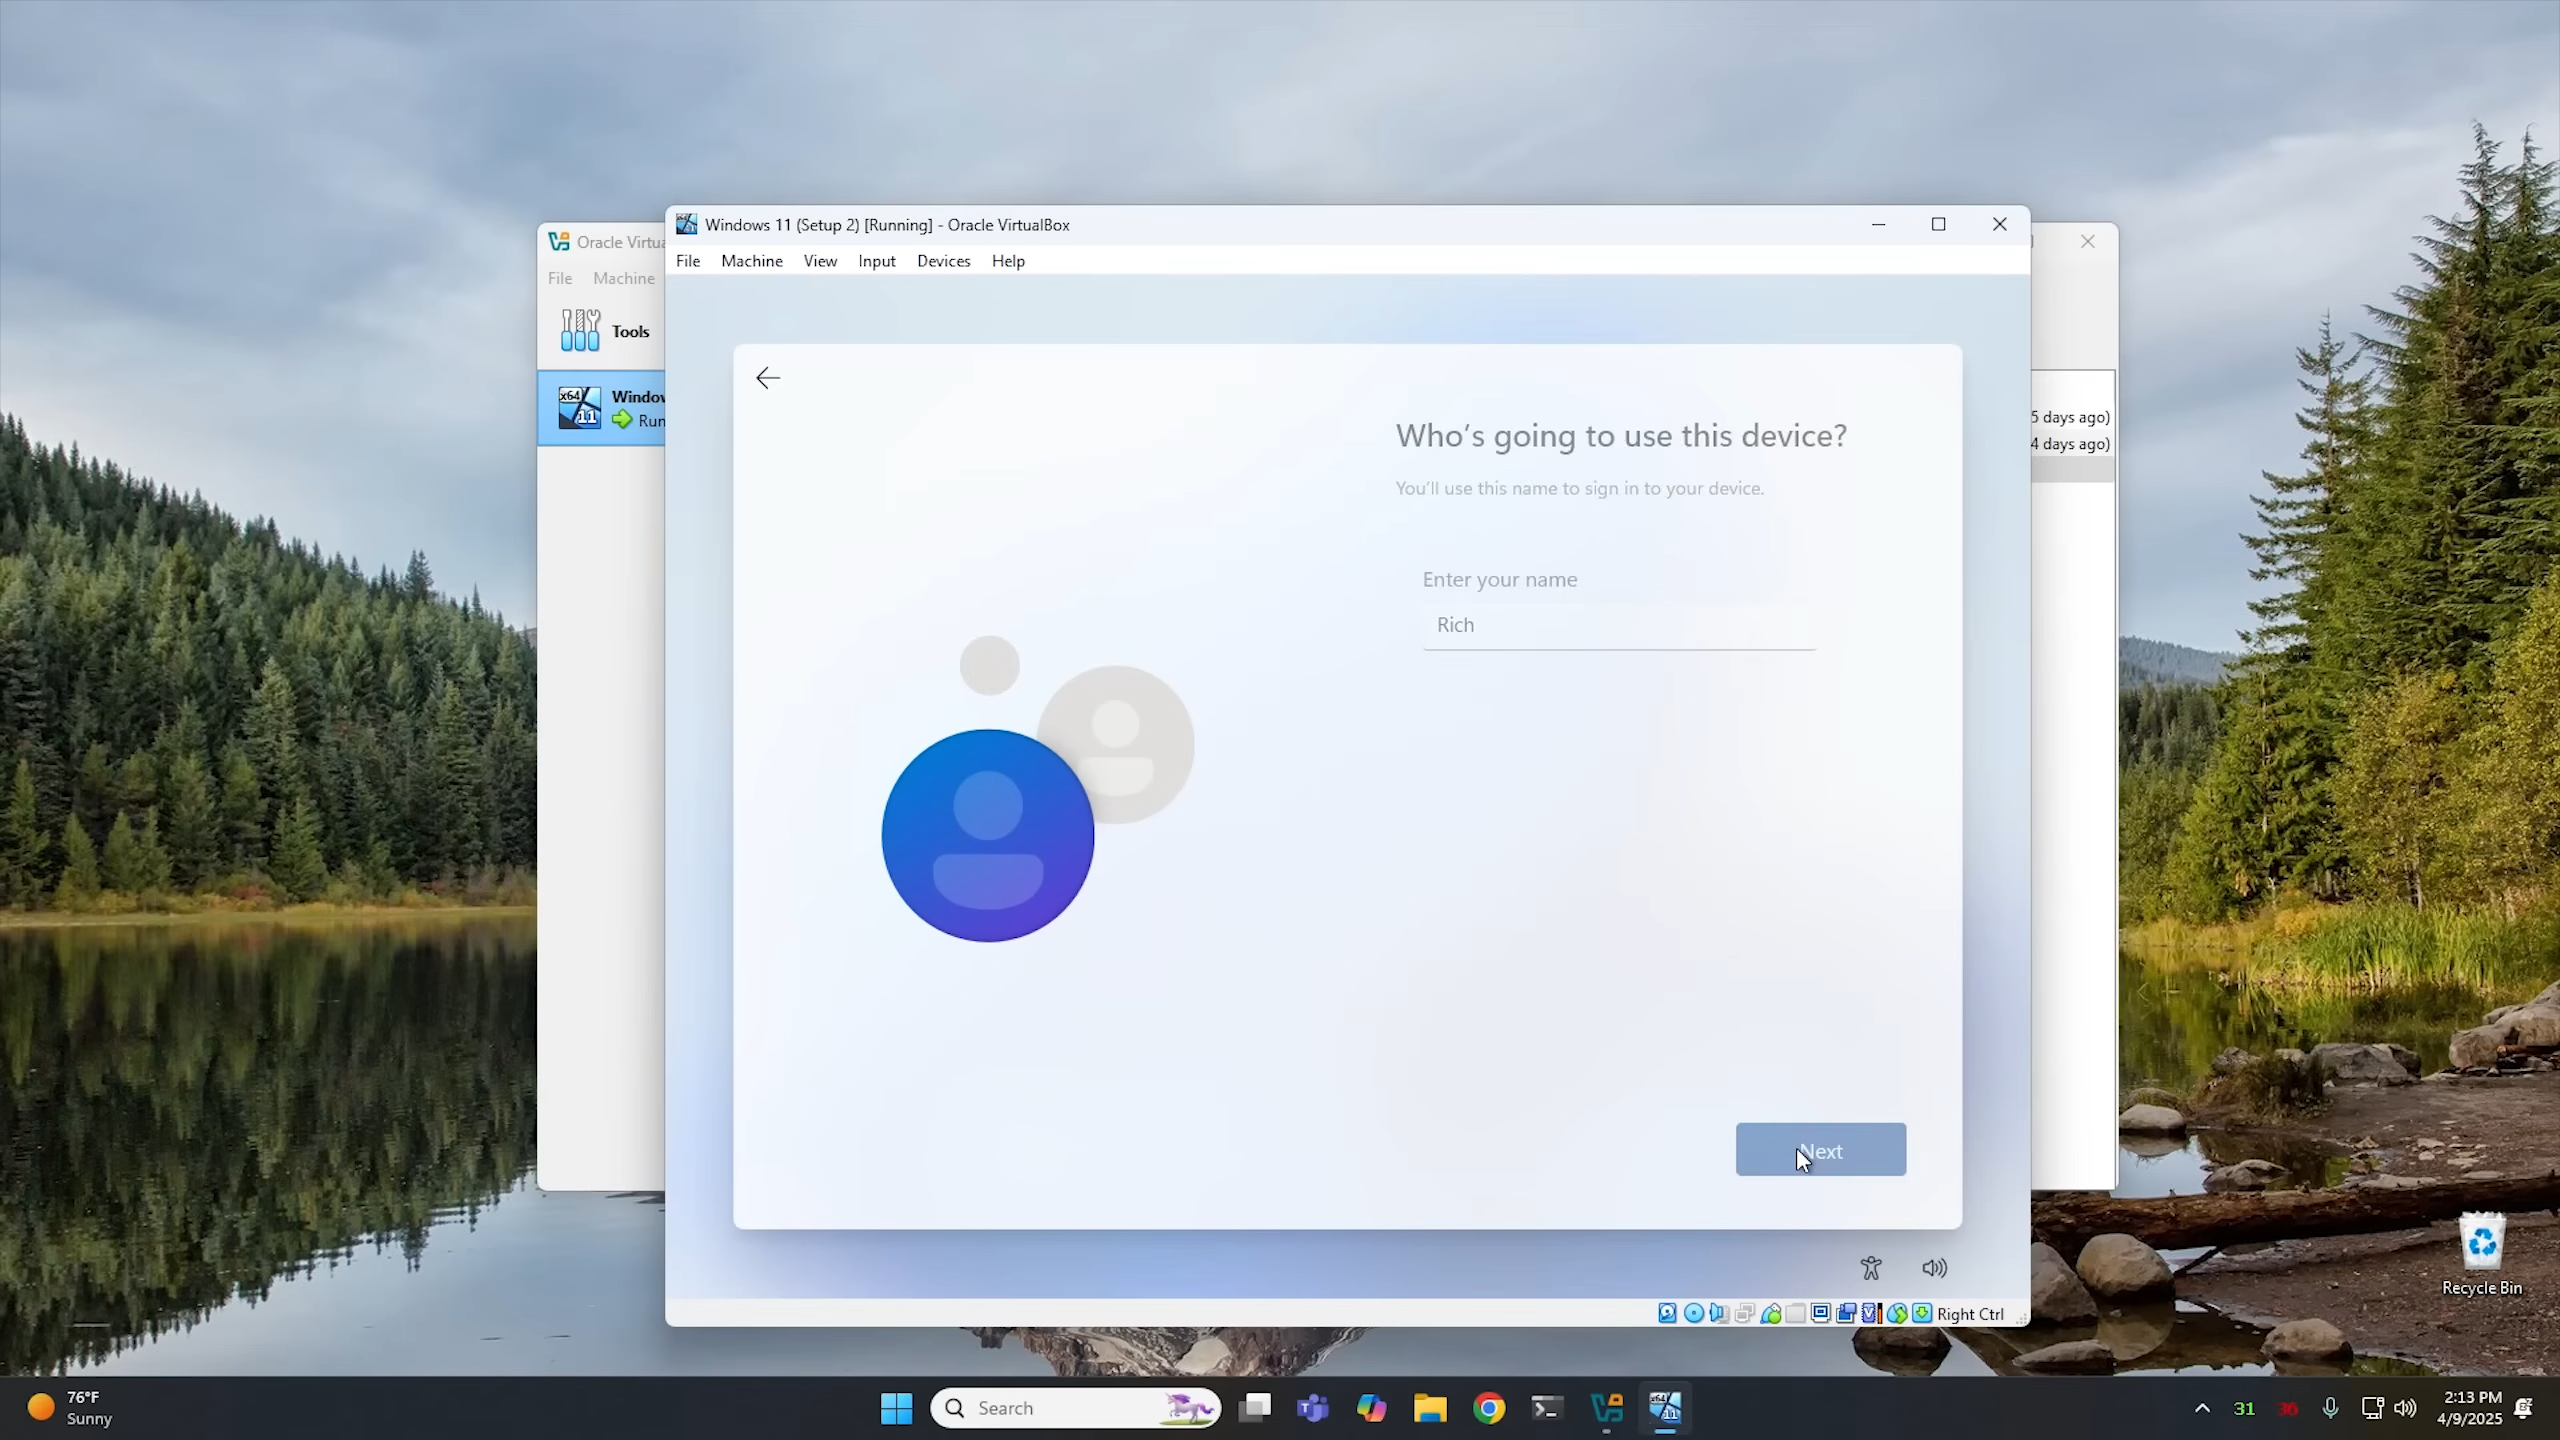 Oracle Virtua
File Machine
Tools
Window
Run
5 days ago)
4 days ago)
Windows 11 (Setup 2) [Running] - Oracle VirtualBox
File Machine View Input Devices Help
Who's going to use this device?
You'll use this name to sign in to your device.
Enter your name
Rich
Next
Right Ctrl
Recycle Bin
76°F
Sunny
Search
31 36
2:13 PM
4/9/2025